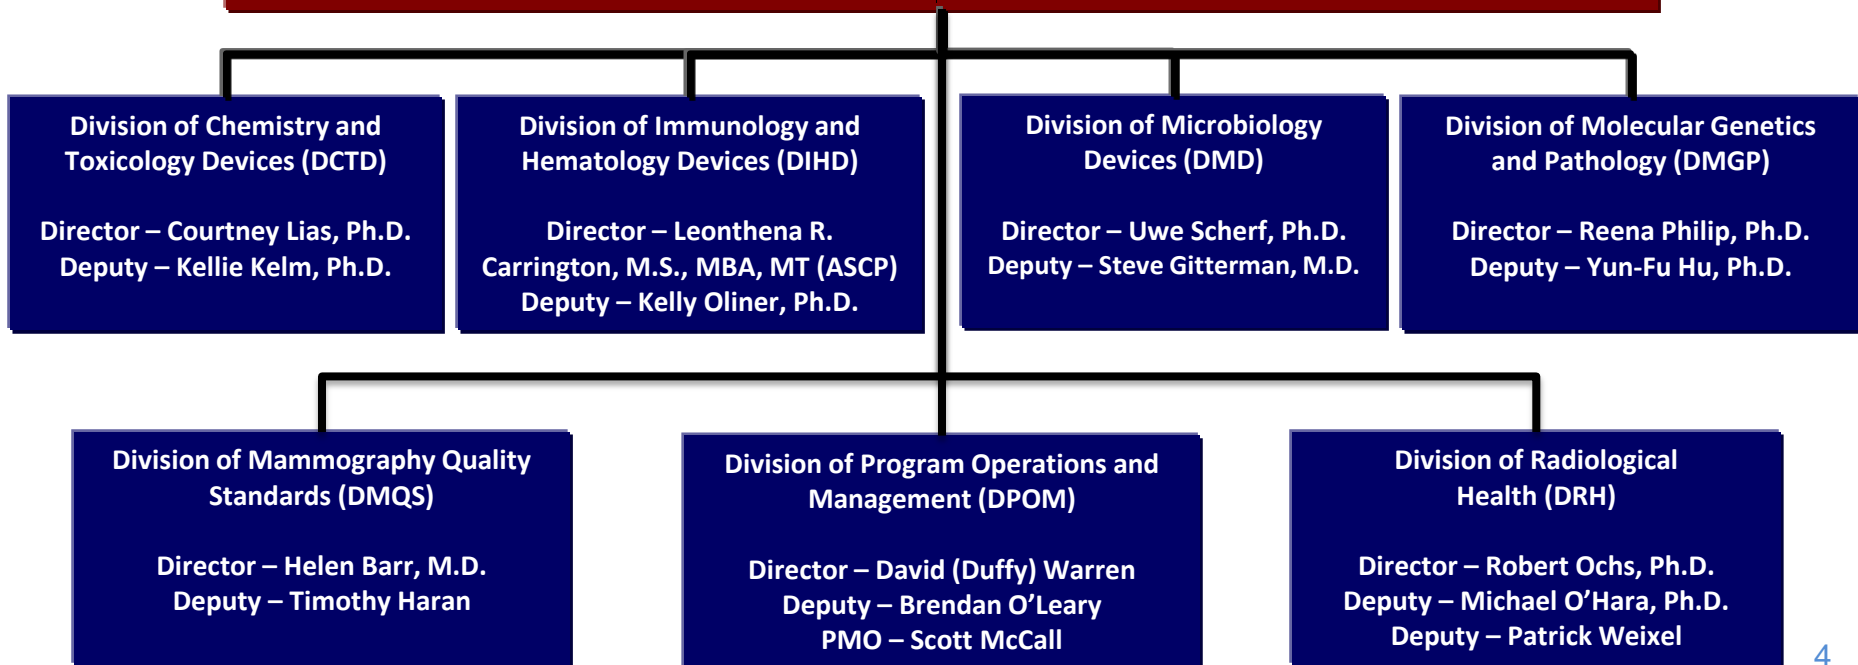 Division of Chemistry and
Toxicology Devices (DCTD)
Director – Courtney Lias, Ph.D.
Deputy – Kellie Kelm, Ph.D.
Division of Immunology and
Hematology Devices (DIHD)
Director – Leonthena R.
Carrington, M.S., MBA, MT (ASCP)
Deputy – Kelly Oliner, Ph.D.
Division of Microbiology
Devices (DMD)
Director – Uwe Scherf, Ph.D.
Deputy – Steve Gitterman, M.D.
Division of Molecular Genetics
and Pathology (DMGP)
Director – Reena Philip, Ph.D.
Deputy – Yun-Fu Hu, Ph.D.
Division of Mammography Quality
Standards (DMQS)
Director – Helen Barr, M.D.
Deputy – Timothy Haran
Division of Program Operations and
Management (DPOM)
Director – David (Duffy) Warren
Deputy – Brendan O’Leary
PMO – Scott McCall
Division of Radiological
Health (DRH)
Director – Robert Ochs, Ph.D.
Deputy – Michael O’Hara, Ph.D.
Deputy – Patrick Weixel
4